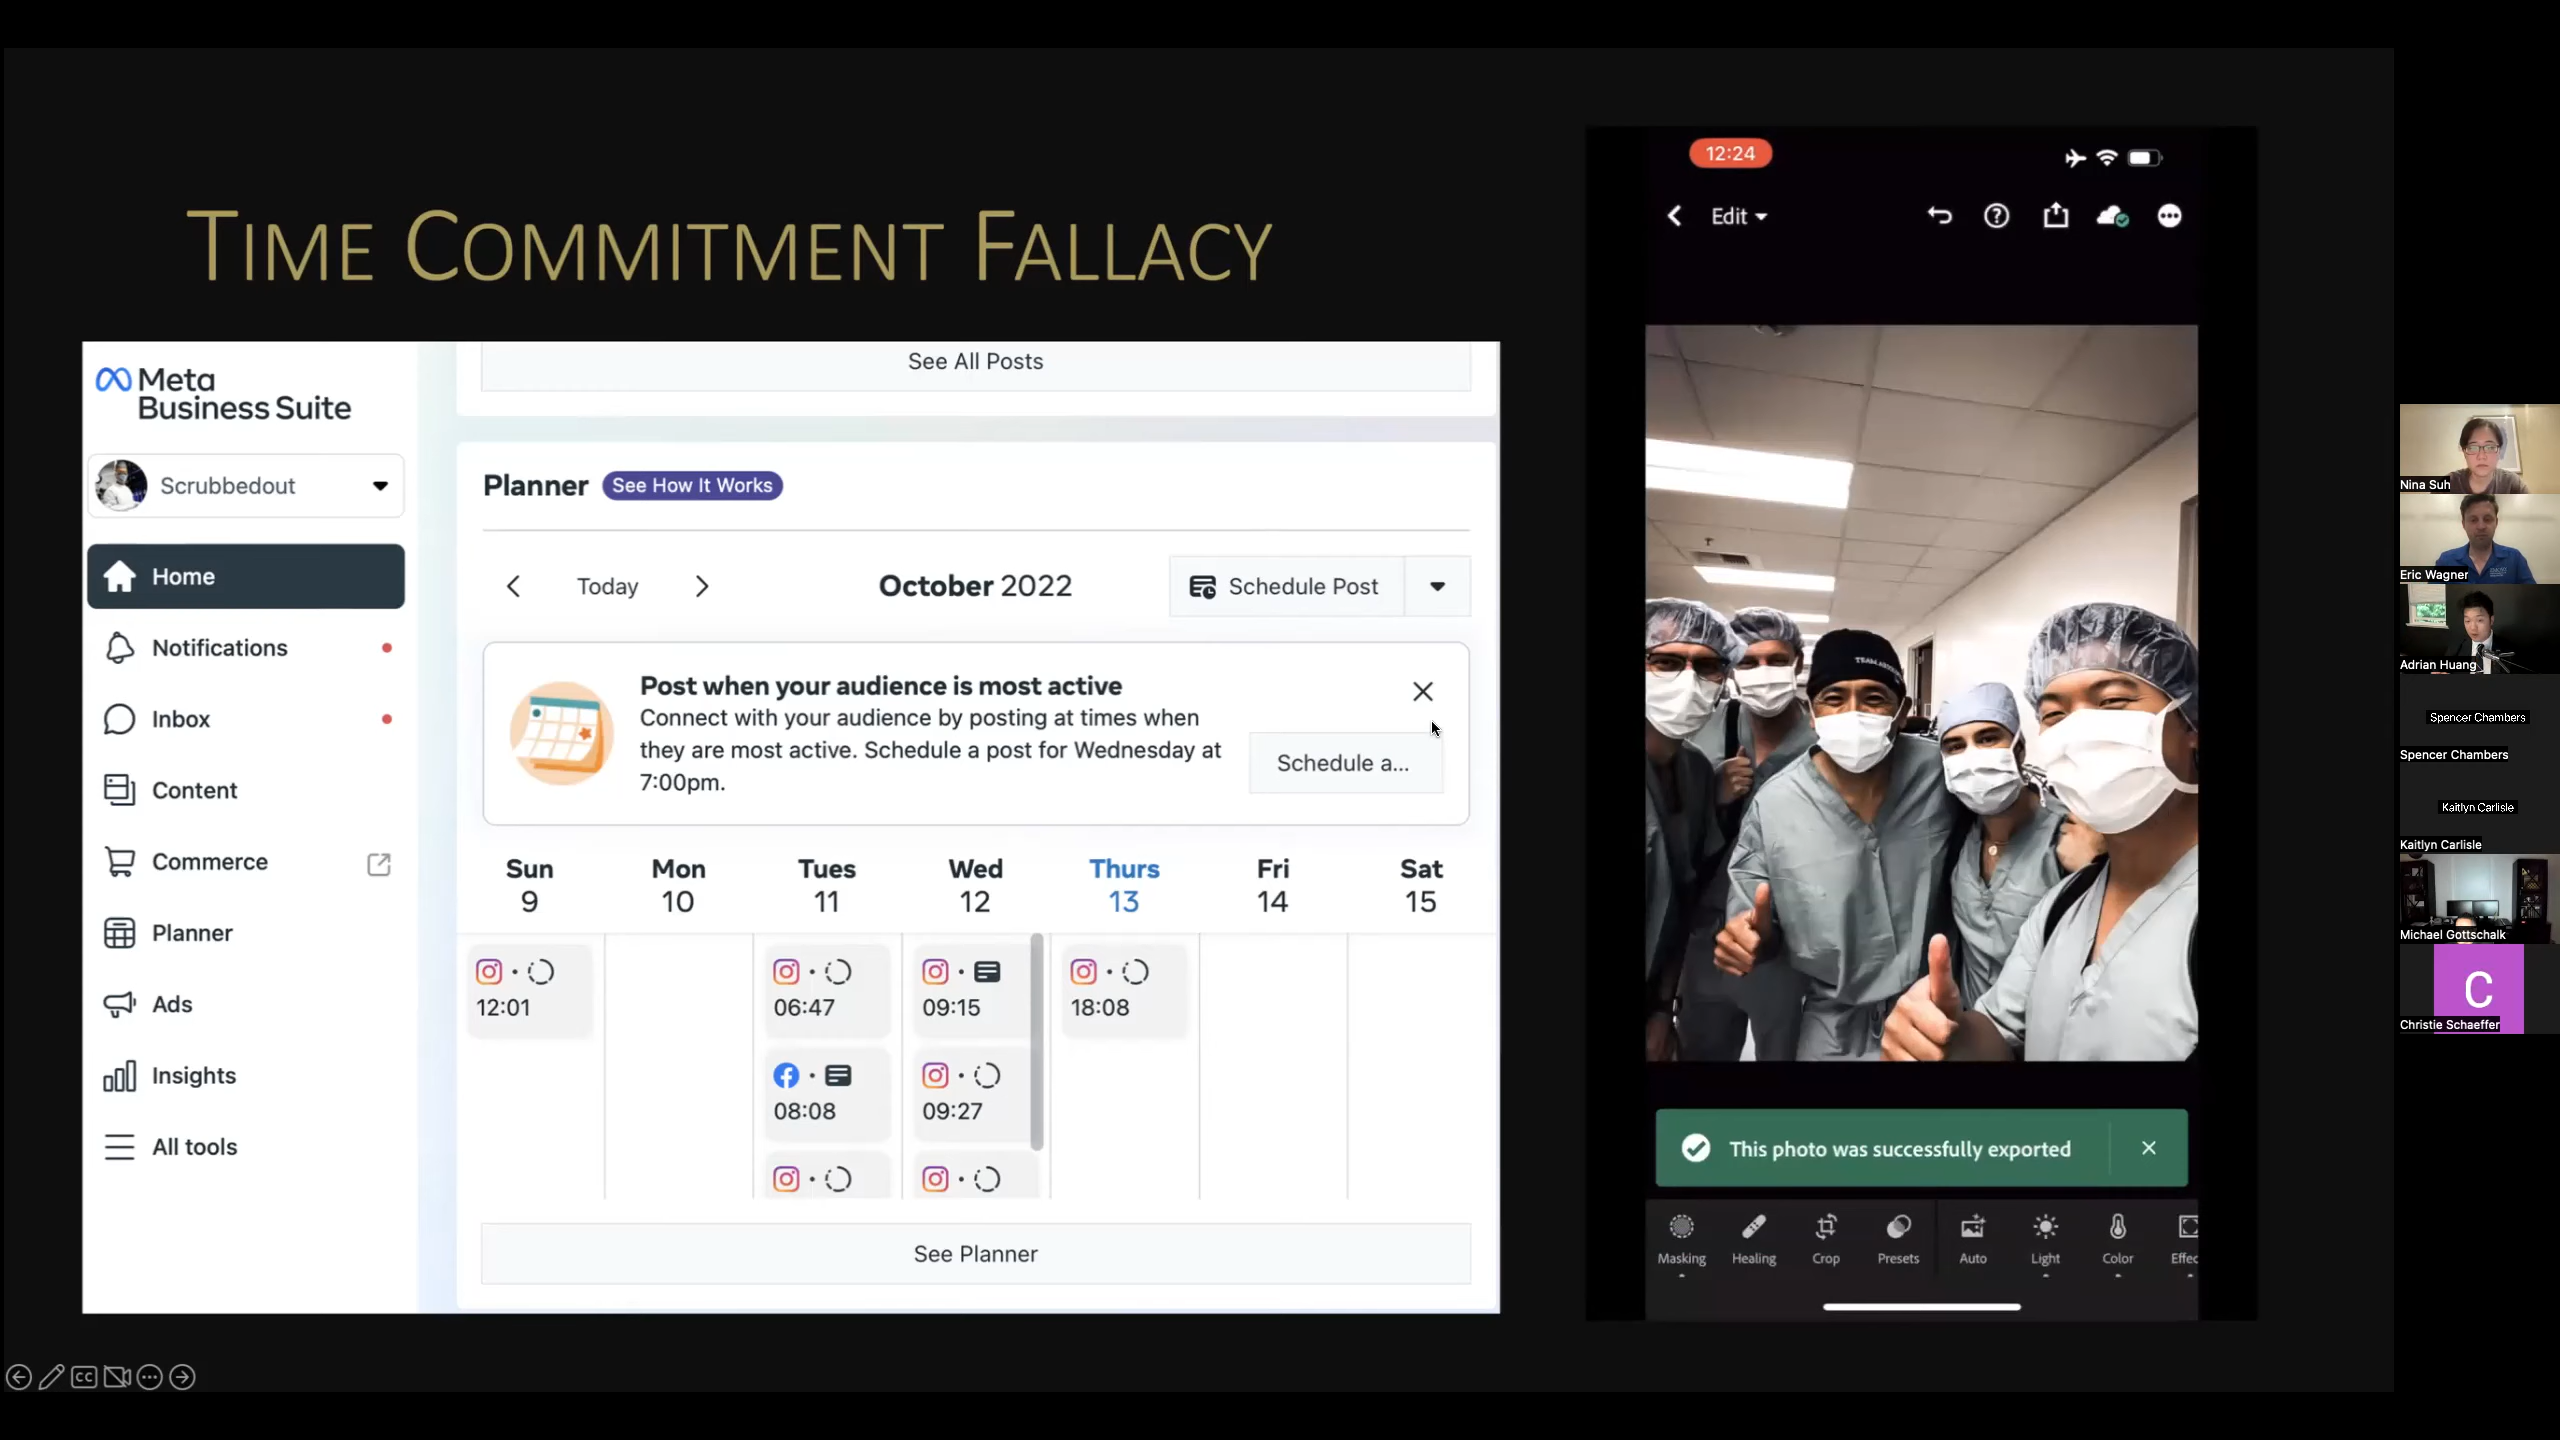 TIME COMMITMENT FALLACY
Meta
Business Suite
Scrubbedout
Home
Notifications
Inbox
Content
Commerce
Planner
Ads
Insights
All tools
See All Posts
Planner
See How It Works
Today
October 2022
Schedule Post
Post when your audience is most active
Connect with your audience by posting at times when
they are most active. Schedule a post for Wednesday at
7:00pm.
Schedule a...
Sun Mon Tues Wed Thurs Fri Sat
9 10 11 12 13 14 15
12:01 06:47 09:15 18:08
08:08 09:27
See Planner
12:24
Edit
This photo was successfully exported
Masking Healing Crop Presets Auto Light Color Effec
CC
Nina Suh
Eric Wagner
Adrian Huang
Spencer Chambers
Spencer Chambers
Kaitlyn Carlisle
Kaitlyn Carlisle
Michael Gottschalk
C
Christie Schaeffer